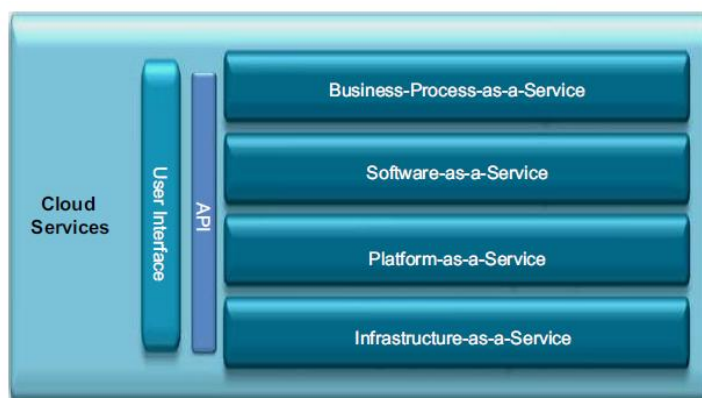 Cloud
Services
User Interface
API
Business-Process-as-a-Service
Software-as-a-Service
Platform-as-a-Service
Infrastructure-as-a-Service